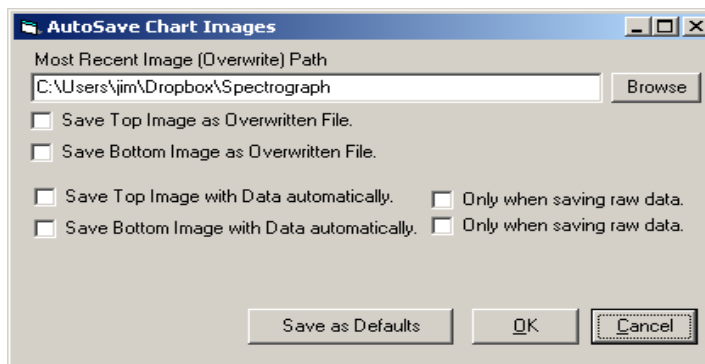 AutoSave Chart Images
Most Recent Image (Overwrite) Path
C:\Users\jim\Dropbox\Spectrograph
Browse
Save Top Image as Overwritten File.
Save Bottom Image as Overwritten File.
Save Top Image with Data automatically.
Only when saving raw data.
Save Bottom Image with Data automatically.
Only when saving raw data.
Save as Defaults
OK
Cancel